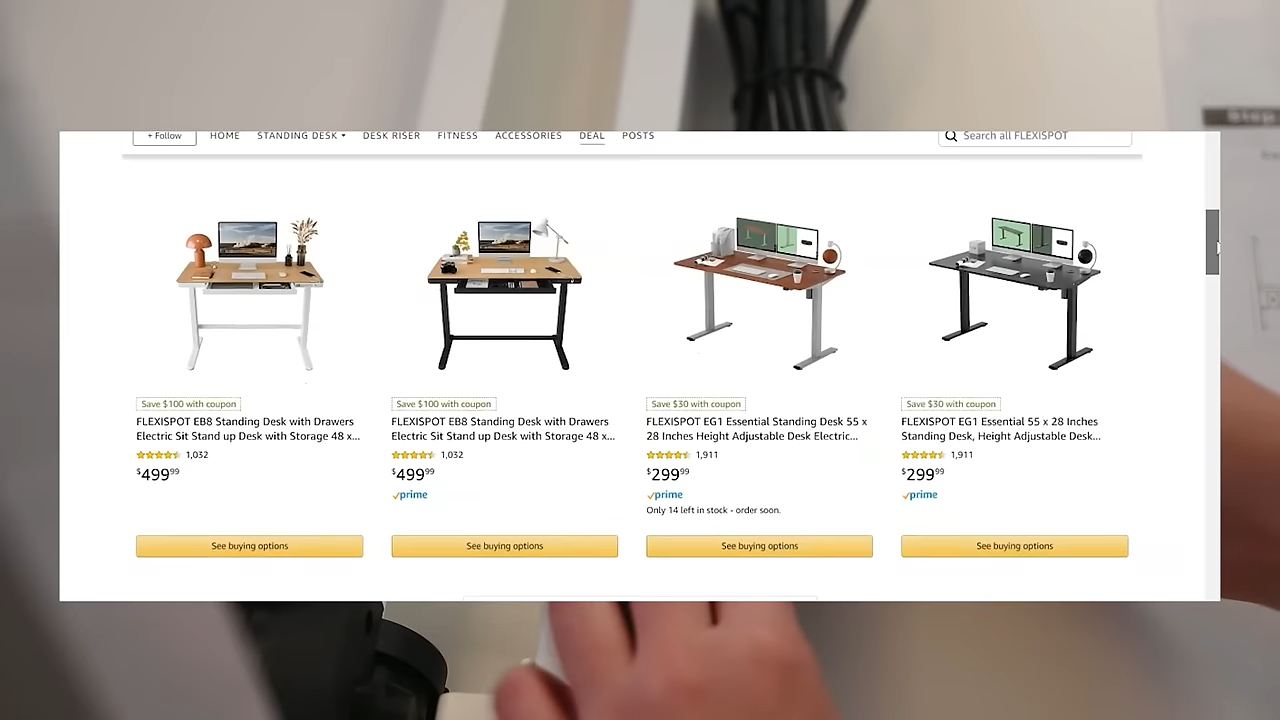 Step
+ Follow
HOME
STANDING DESK
DESK RISER
FITNESS
ACCESSORIES
DEAL
POSTS
Search all FLEXISPOT
Save $100 with coupon
FLEXISPOT EB8 Standing Desk with Drawers
Electric Sit Stand up Desk with Storage 48 x...
1,032
$499.99
See buying options
Save $100 with coupon
FLEXISPOT EB8 Standing Desk with Drawers
Electric Sit Stand up Desk with Storage 48 x...
1,032
$499.99
prime
See buying options
Save $30 with coupon
FLEXISPOT EG1 Essential Standing Desk 55 x
28 Inches Height Adjustable Desk Electric...
1,911
$299.99
prime
Only 14 left in stock - order soon.
See buying options
Save $30 with coupon
FLEXISPOT EG1 Essential 55 x 28 Inches
Standing Desk, Height Adjustable Desk...
1,911
$299.99
prime
See buying options